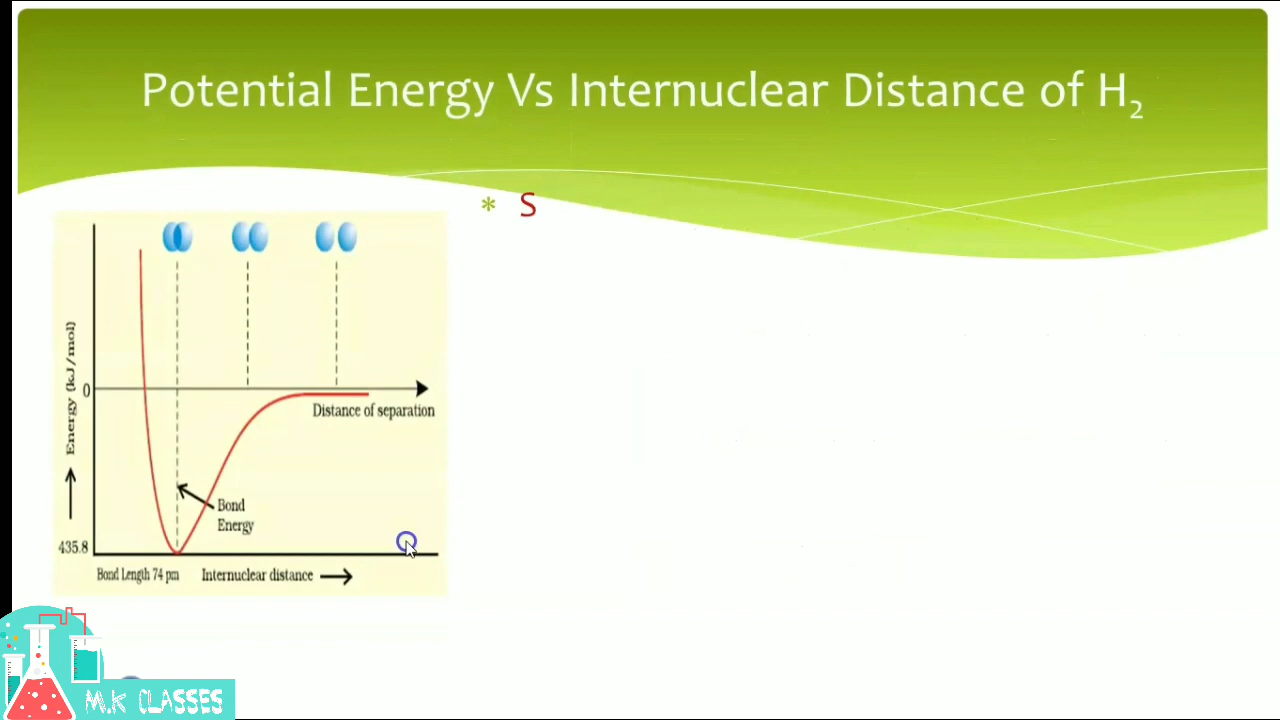 Potential Energy Vs Internuclear Distance of H₂
* S
Energy (kJ/mol)
0
Distance of separation
Bond
Energy
435.8
Bond Length 74 pm
Internuclear distance
M.K CLASSES